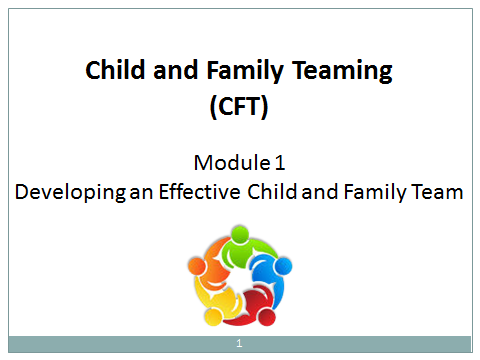 Child and Family Teaming
(CFT)
Module 1
Developing an Effective Child and Family Team
1